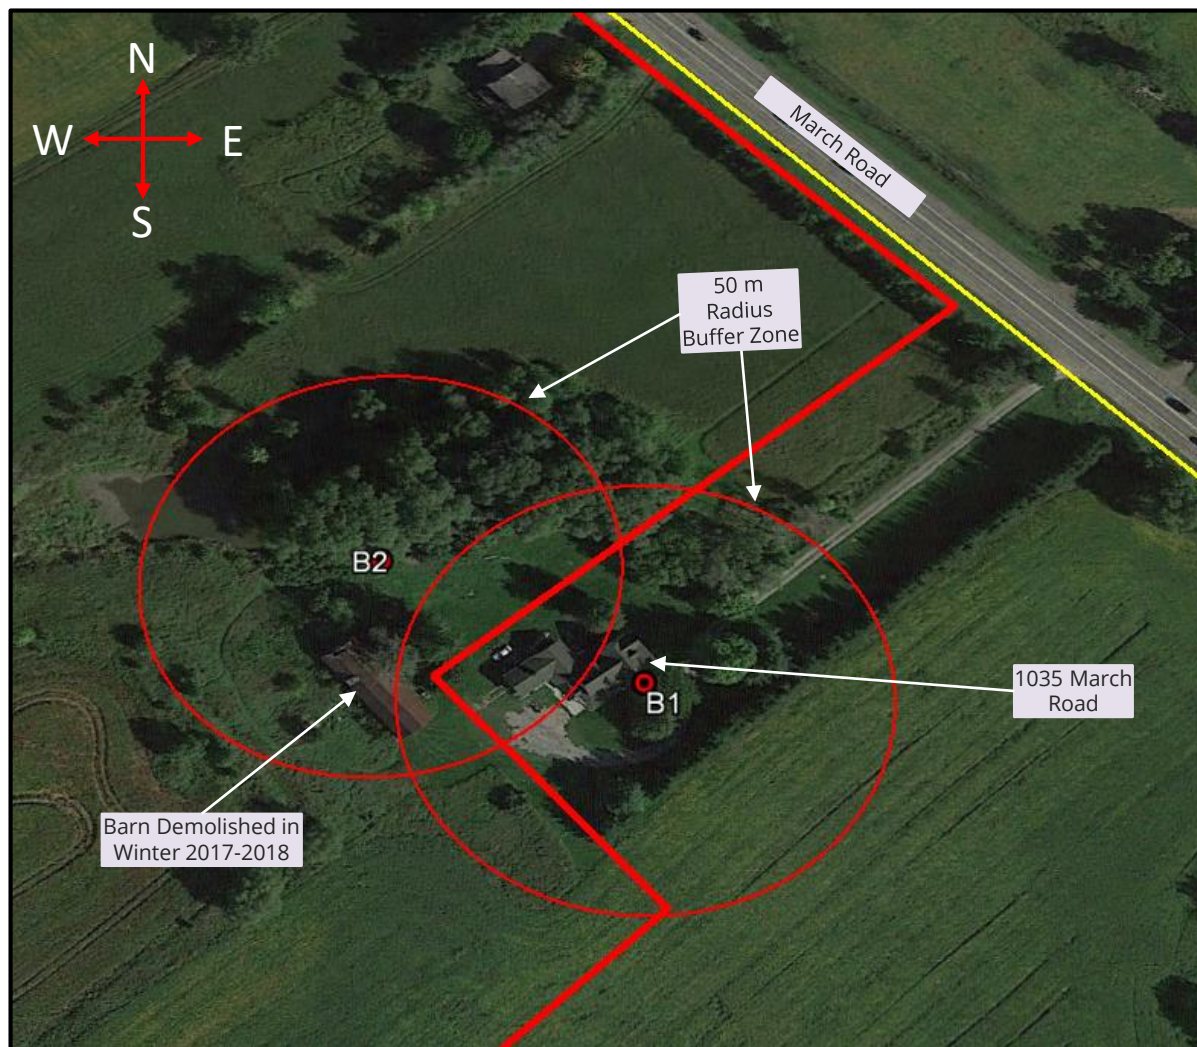 N
W
E
S
March Road
50 m
Radius
Buffer Zone
B2
B1
1035 March
Road
Barn Demolished in
Winter 2017-2018